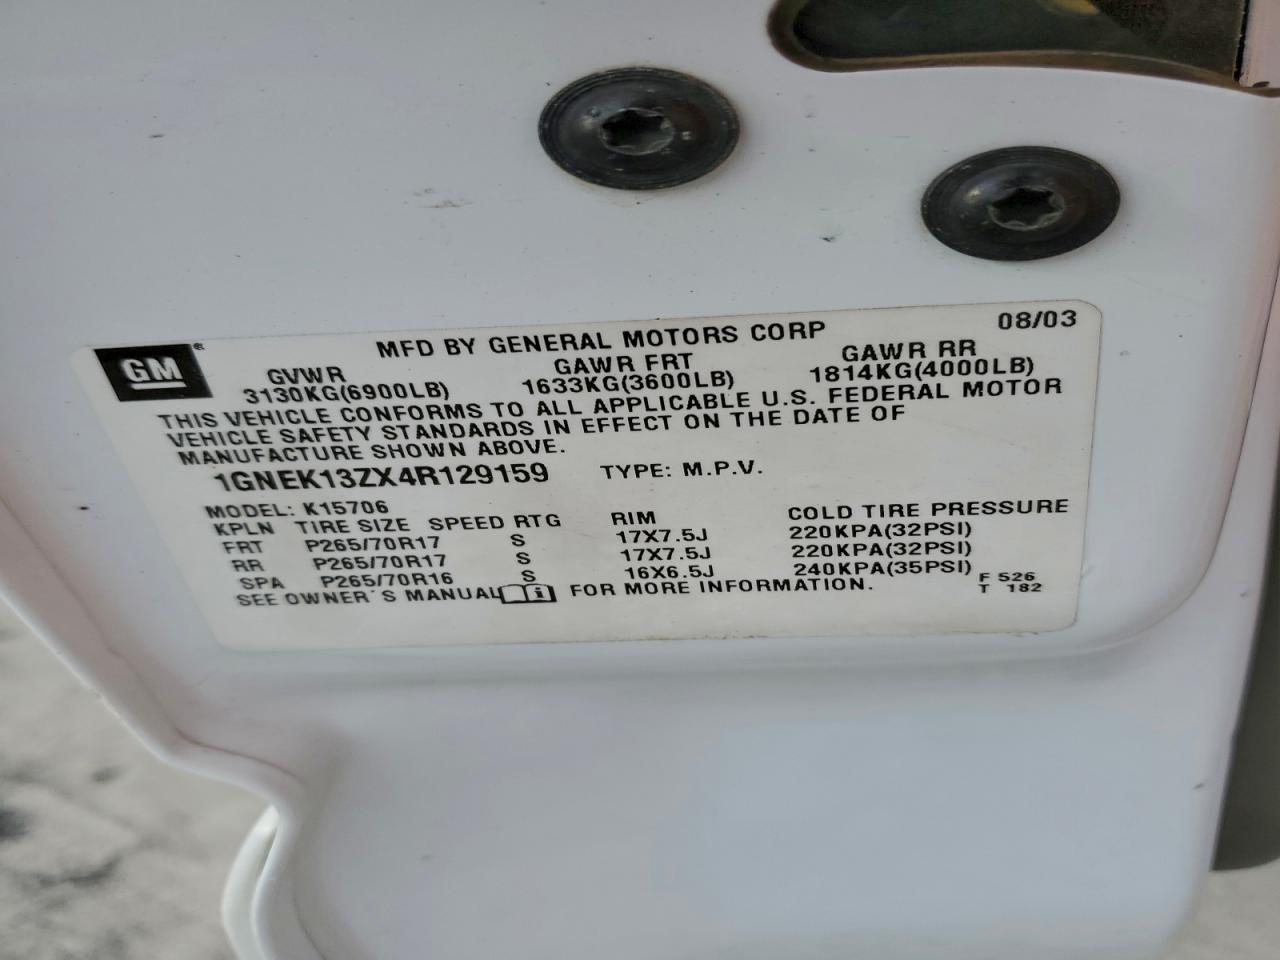 GM®
MFD BY GENERAL MOTORS CORP 08/03
GVWR GAWR FRT GAWR RR
3130KG(6900LB) 1633KG(3600LB) 1814KG(4000LB)
THIS VEHICLE CONFORMS TO ALL APPLICABLE U.S. FEDERAL MOTOR
VEHICLE SAFETY STANDARDS IN EFFECT ON THE DATE OF
MANUFACTURE SHOWN ABOVE.
1GNEK13ZX4R129159 TYPE: M.P.V.
MODEL: K15706
KPLN TIRE SIZE SPEED RTG RIM COLD TIRE PRESSURE
FRT P265/70R17 S 17X7.5J 220KPA(32PSI)
RR P265/70R17 S 17X7.5J 220KPA(32PSI)
SPA P265/70R16 S 16X6.5J 240KPA(35PSI) F 526
SEE OWNER'S MANUAL i FOR MORE INFORMATION. T 182